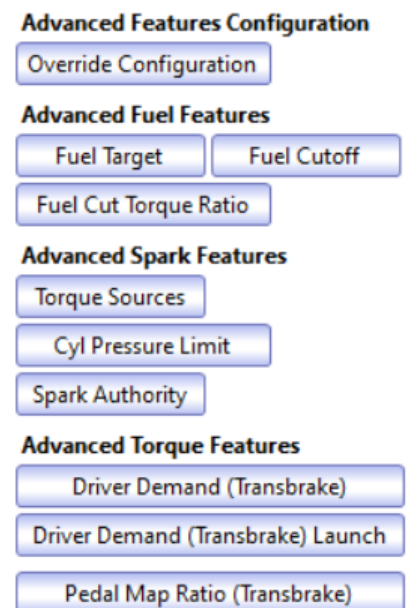 Advanced Features Configuration
Override Configuration
Advanced Fuel Features
Fuel Target Fuel Cutoff
Fuel Cut Torque Ratio
Advanced Spark Features
Torque Sources
Cyl Pressure Limit
Spark Authority
Advanced Torque Features
Driver Demand (Transbrake)
Driver Demand (Transbrake) Launch
Pedal Map Ratio (Transbrake)